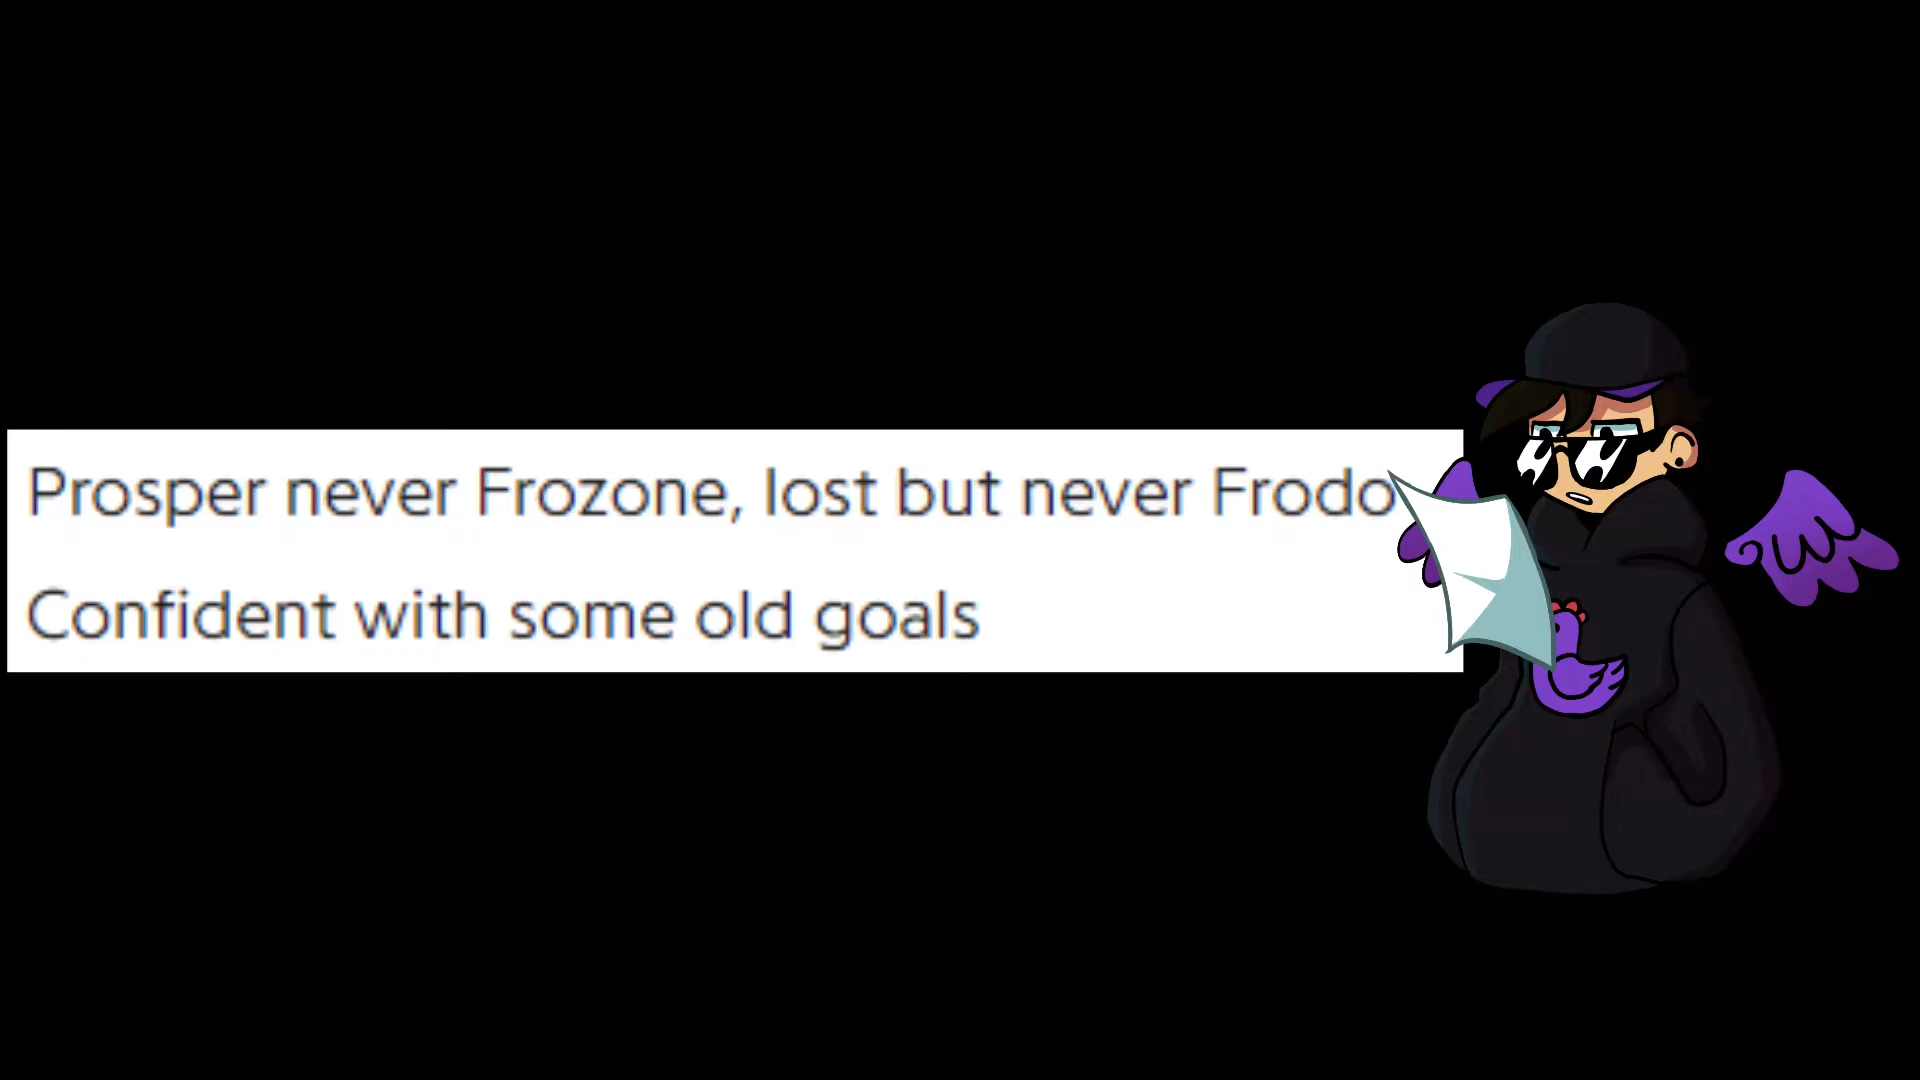 Prosper never Frozone, lost but never Frodo
Confident with some old goals